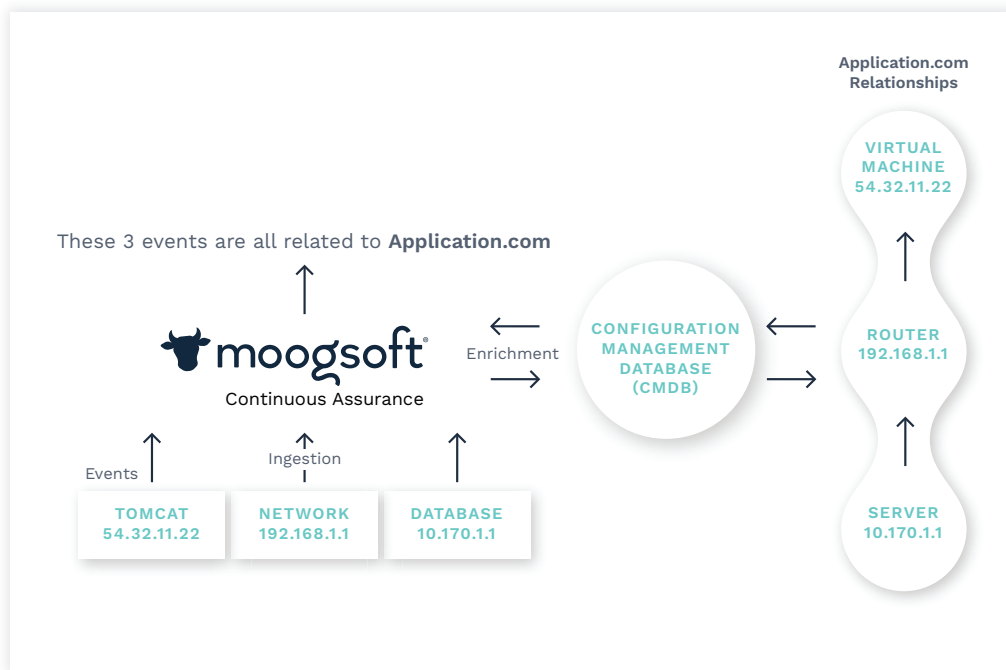 Application.com
Relationships
VIRTUAL
MACHINE
54.32.11.22
These 3 events are all related to Application.com
moogsoft®
Continuous Assurance
Enrichment
CONFIGURATION
MANAGEMENT
DATABASE
(CMDB)
ROUTER
192.168.1.1
Events
Ingestion
TOMCAT
54.32.11.22
NETWORK
192.168.1.1
DATABASE
10.170.1.1
SERVER
10.170.1.1